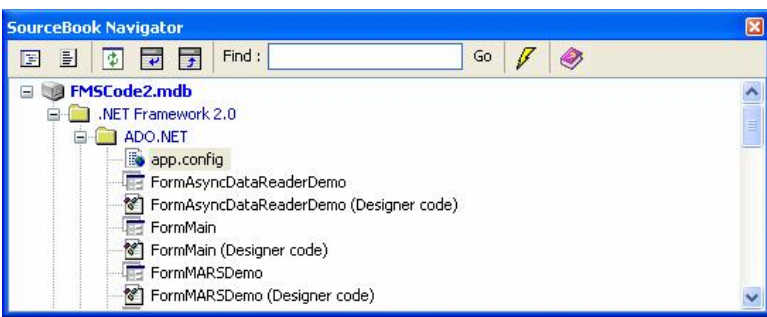 SourceBook Navigator
Find : Go
FMSCode2.mdb
.NET Framework 2.0
ADO.NET
app.config
FormAsyncDataReaderDemo
FormAsyncDataReaderDemo (Designer code)
FormMain
FormMain (Designer code)
FormMARSDemo
FormMARSDemo (Designer code)